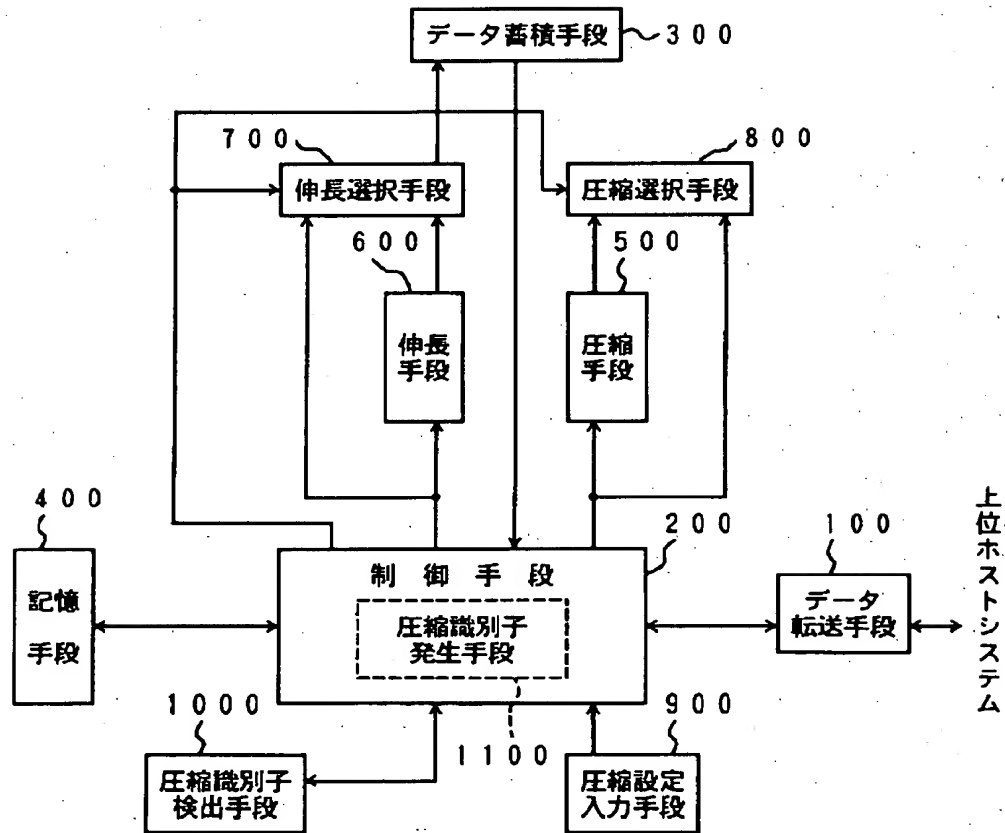 データ蓄積手段
300
700
800
伸長選択手段
圧縮選択手段
600
500
伸長
手段
圧縮
手段
400
200
100
上位ホストシステム
記憶
手段
制御手段
圧縮識別子
発生手段
データ
転送手段
1000
1100
900
圧縮識別子
検出手段
圧縮設定
入力手段